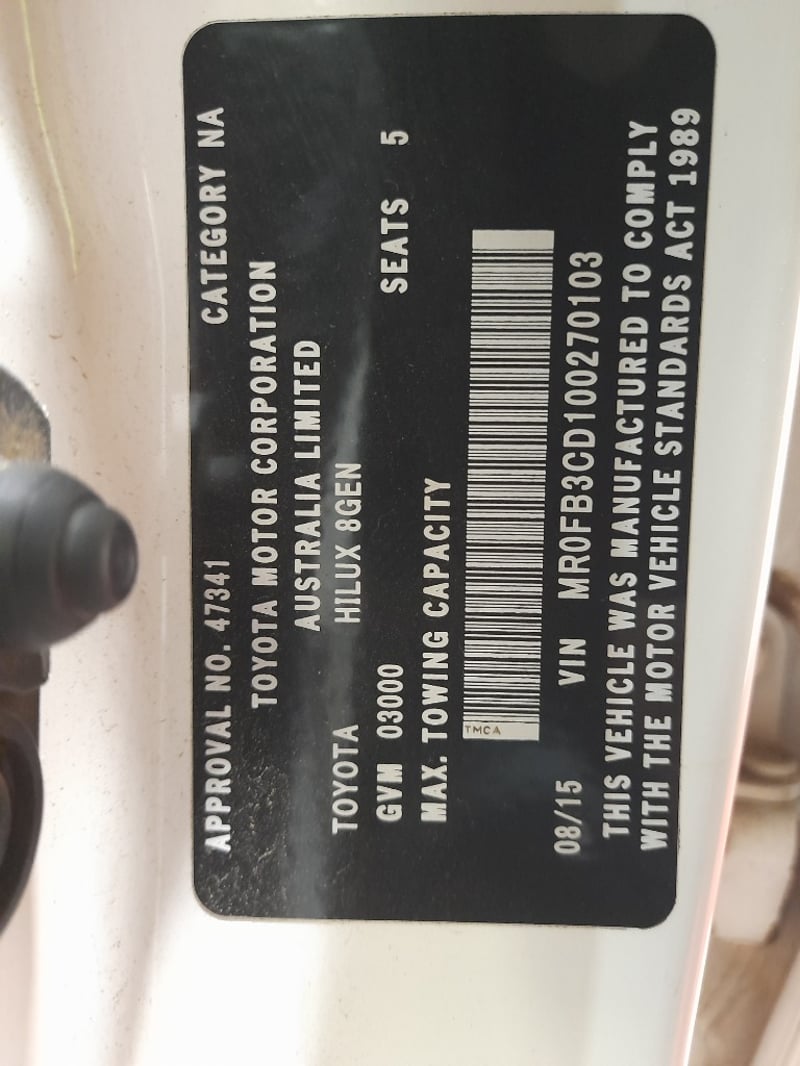 APPROVAL NO. 47341 CATEGORY NA
TOYOTA MOTOR CORPORATION
AUSTRALIA LIMITED
TOYOTA HILUX 8GEN
GVM 03000 SEATS 5
MAX. TOWING CAPACITY
TMCA
08/15 VIN MR0FB3CD100270103
THIS VEHICLE WAS MANUFACTURED TO COMPLY
WITH THE MOTOR VEHICLE STANDARDS ACT 1989